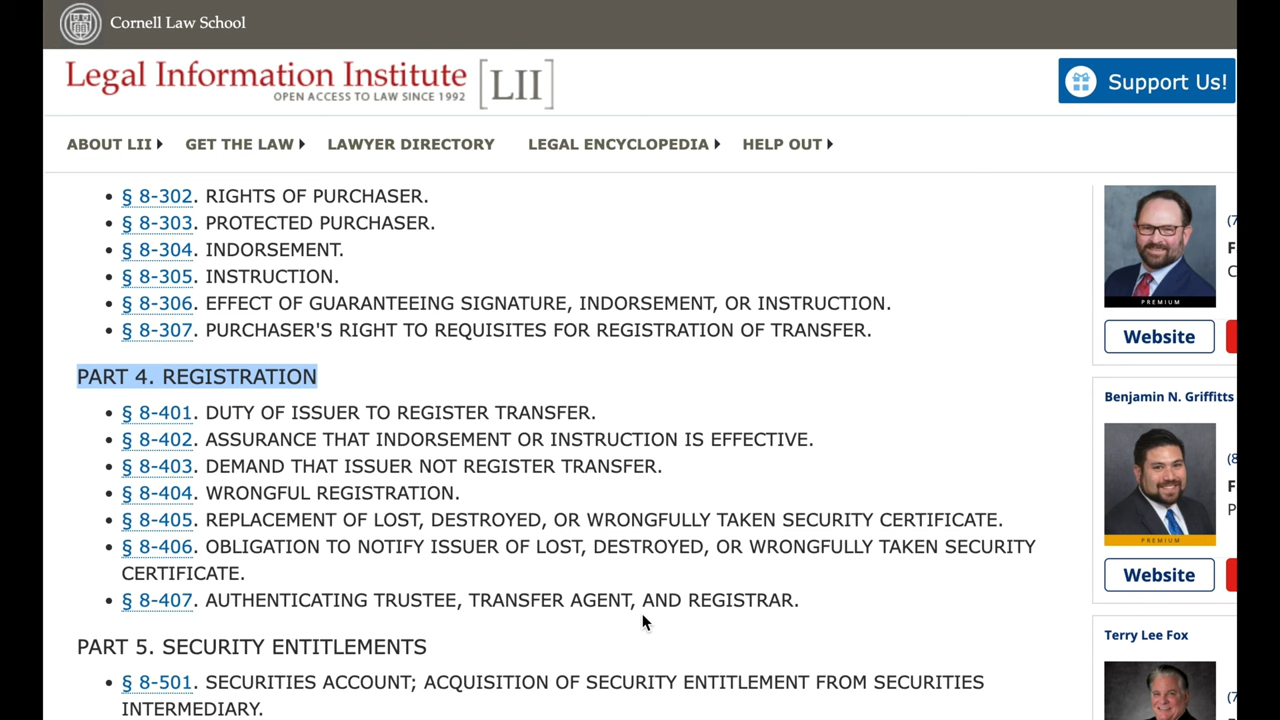 Cornell Law School
Legal Information Institute [LII]
OPEN ACCESS TO LAW SINCE 1992
Support Us!
ABOUT LII GET THE LAW LAWYER DIRECTORY LEGAL ENCYCLOPEDIA HELP OUT
• § 8-302. RIGHTS OF PURCHASER.
• § 8-303. PROTECTED PURCHASER.
• § 8-304. INDORSEMENT.
• § 8-305. INSTRUCTION.
• § 8-306. EFFECT OF GUARANTEEING SIGNATURE, INDORSEMENT, OR INSTRUCTION.
• § 8-307. PURCHASER'S RIGHT TO REQUISITES FOR REGISTRATION OF TRANSFER.
PART 4. REGISTRATION
• § 8-401. DUTY OF ISSUER TO REGISTER TRANSFER.
• § 8-402. ASSURANCE THAT INDORSEMENT OR INSTRUCTION IS EFFECTIVE.
• § 8-403. DEMAND THAT ISSUER NOT REGISTER TRANSFER.
• § 8-404. WRONGFUL REGISTRATION.
• § 8-405. REPLACEMENT OF LOST, DESTROYED, OR WRONGFULLY TAKEN SECURITY CERTIFICATE.
• § 8-406. OBLIGATION TO NOTIFY ISSUER OF LOST, DESTROYED, OR WRONGFULLY TAKEN SECURITY
CERTIFICATE.
• § 8-407. AUTHENTICATING TRUSTEE, TRANSFER AGENT, AND REGISTRAR.
PART 5. SECURITY ENTITLEMENTS
• § 8-501. SECURITIES ACCOUNT; ACQUISITION OF SECURITY ENTITLEMENT FROM SECURITIES
INTERMEDIARY.
PREMIUM
Website
Benjamin N. Griffitts
PREMIUM
Website
Terry Lee Fox